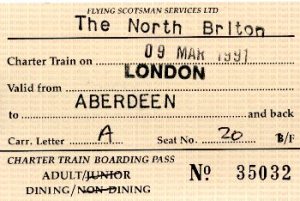 FLYING SCOTSMAN SERVICES LTD
The North Briton
Charter Train on 09 MAR 1991
Valid from LONDON
to ABERDEEN and back
Carr. Letter A Seat No. 20 B/F
CHARTER TRAIN BOARDING PASS
ADULT/JUNIOR Nº 35032
DINING/NON DINING